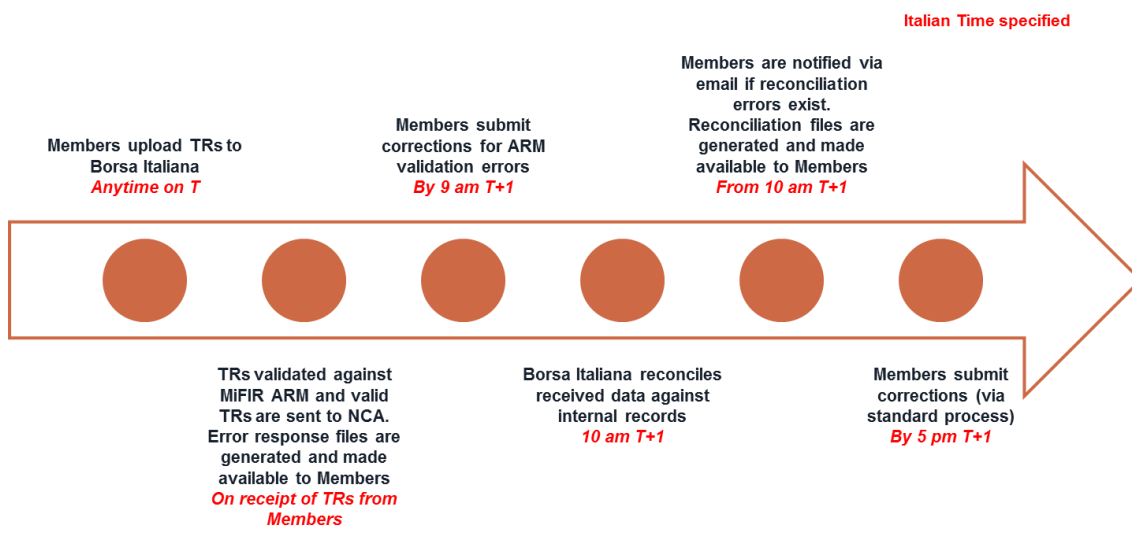 Italian Time specified
Members upload TRs to
Borsa Italiana
Anytime on T
TRs validated against
MiFIR ARM and valid
TRs are sent to NCA.
Error response files are
generated and made
available to Members
On receipt of TRs from
Members
Members submit
corrections for ARM
validation errors
By 9 am T+1
Borsa Italiana reconciles
received data against
internal records
10 am T+1
Members are notified via
email if reconciliation
errors exist.
Reconciliation files are
generated and made
available to Members
From 10 am T+1
Members submit
corrections (via
standard process)
By 5 pm T+1